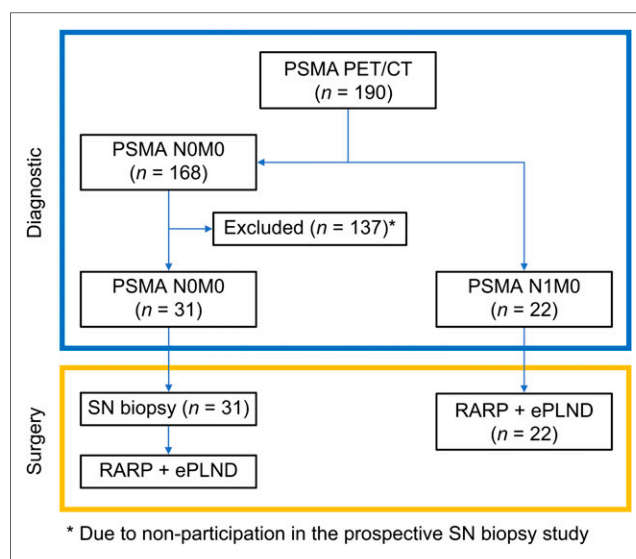 Diagnostic
PSMA PET/CT
(n = 190)
PSMA N0M0
(n = 168)
Excluded (n = 137)*
PSMA N0M0
(n = 31)
PSMA N1M0
(n = 22)
Surgery
SN biopsy (n = 31)
RARP + ePLND
(n = 22)
RARP + ePLND
* Due to non-participation in the prospective SN biopsy study